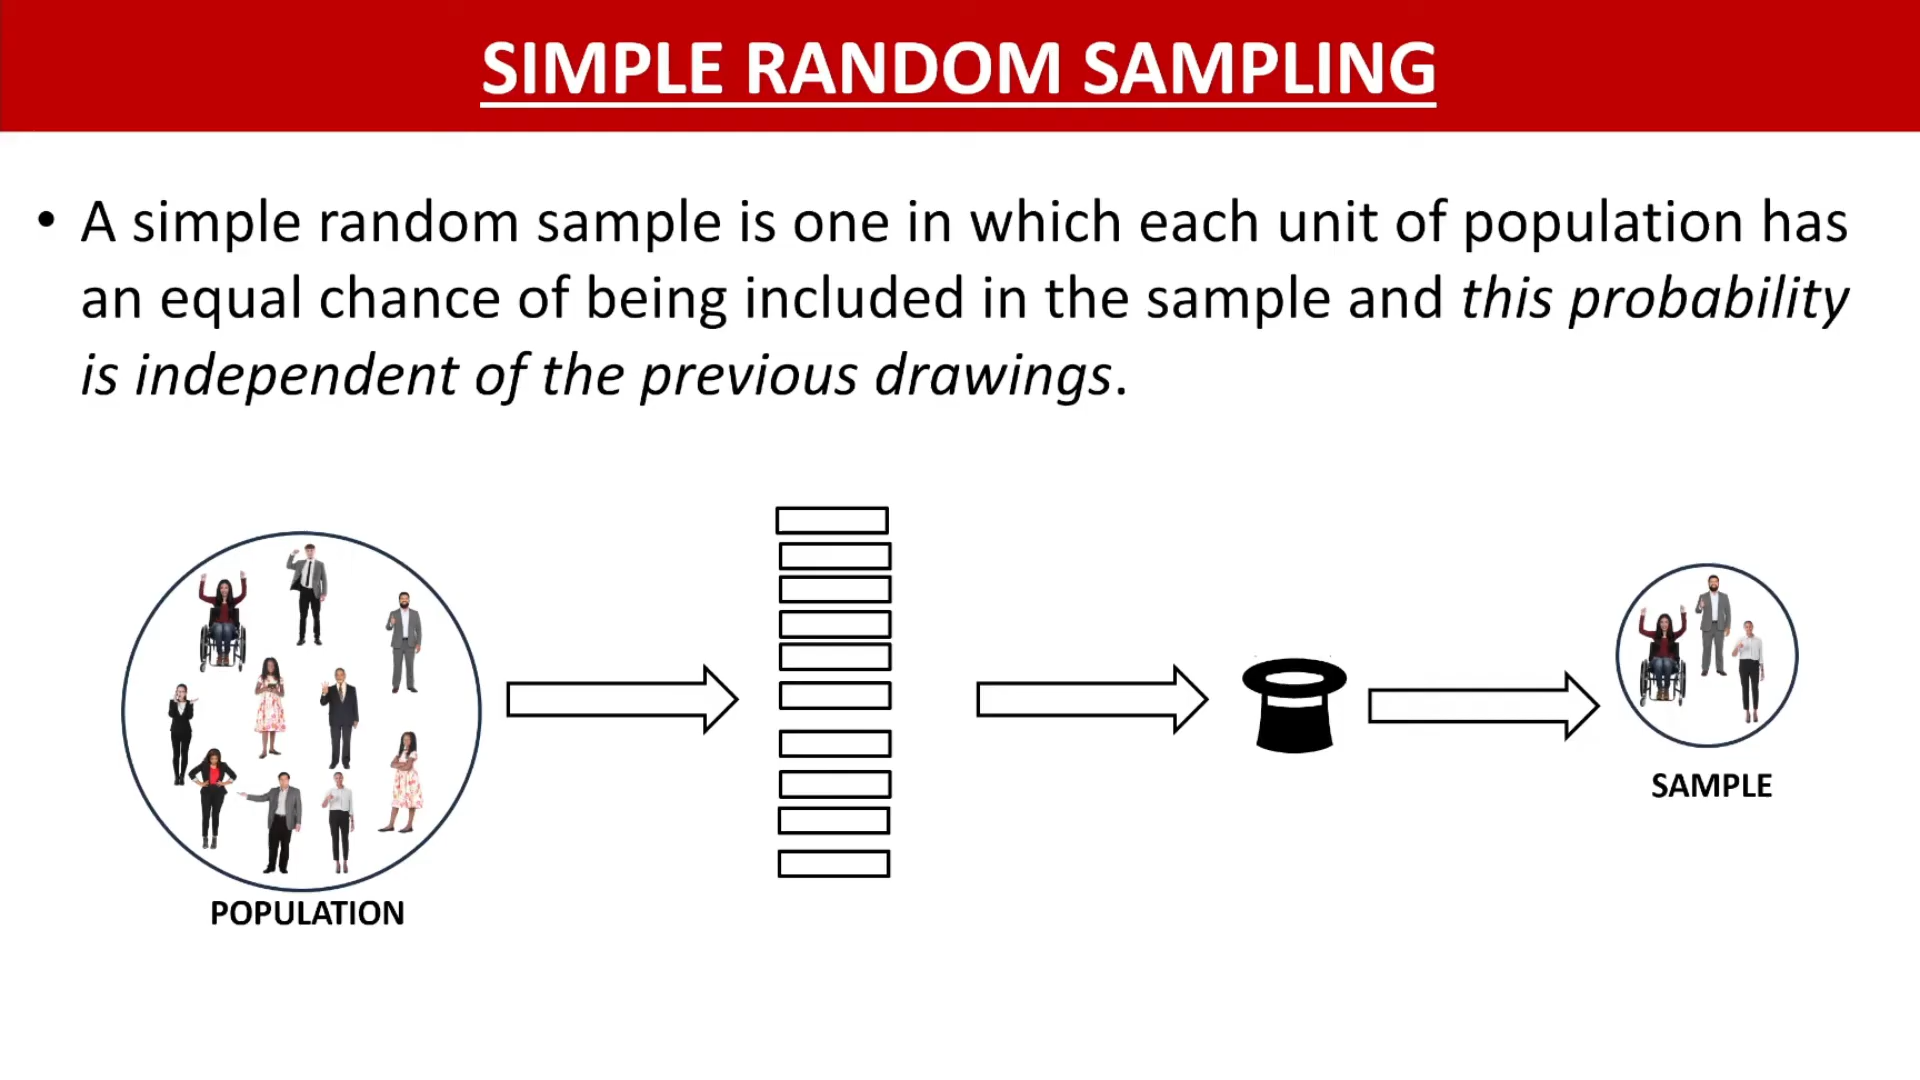 SIMPLE RANDOM SAMPLING
• A simple random sample is one in which each unit of population has
an equal chance of being included in the sample and this probability
is independent of the previous drawings.
SAMPLE
POPULATION